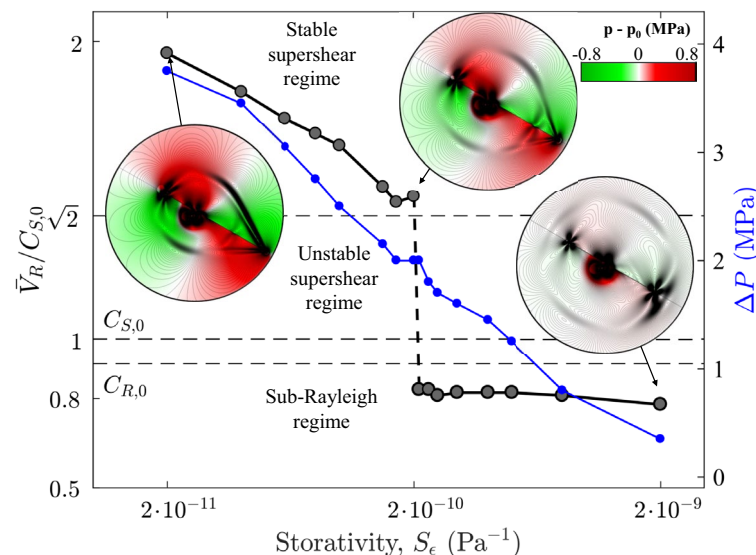 Stable
supershear
regime
p - p₀ (MPa)
-0.8 0 0.8
Unstable
supershear
regime
Sub-Rayleigh
regime
C_{S,0}
C_{R,0}
V̄_R/C_{S,0}
2
√2
1
0.8
0.5
ΔP (MPa)
4
3
2
1
0
2·10⁻¹¹ 2·10⁻¹⁰ 2·10⁻⁹
Storativity, S_ϵ (Pa⁻¹)